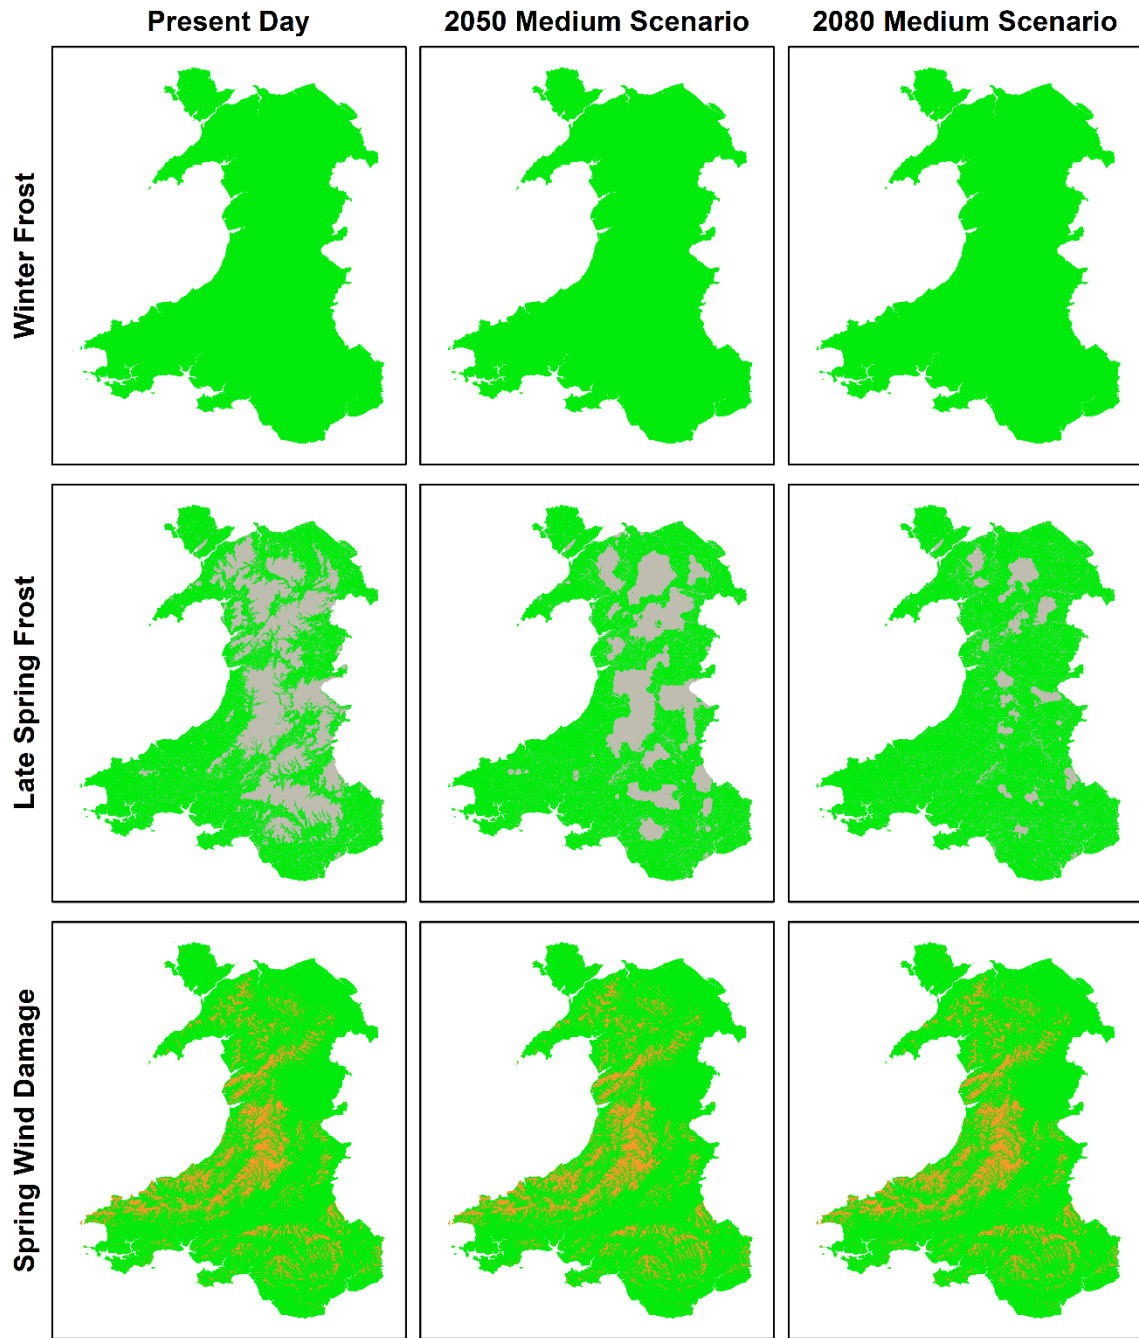 Present Day
2050 Medium Scenario
2080 Medium Scenario
Winter Frost
Late Spring Frost
Spring Wind Damage